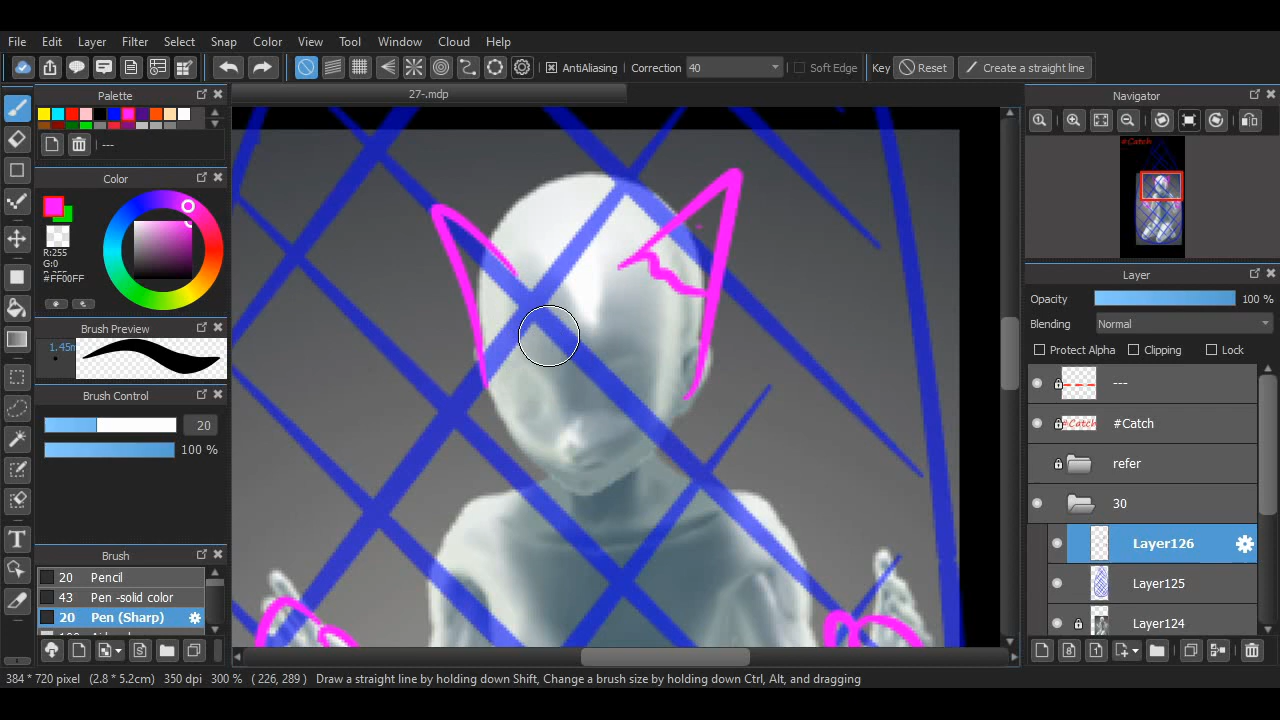 File Edit Layer Filter Select Snap Color View Tool Window Cloud Help
AntiAliasing Correction 40 Soft Edge Key Reset Create a straight line
Palette
27-.mdp
Navigator
---
#Catch
Color
R:255
G:0
#FF00FF
Layer
Opacity 100 %
Blending Normal
Protect Alpha Clipping Lock
Brush Preview
Brush Control
20
100 %
---
#Catch #Catch
refer
30
Layer126
Layer125
Layer124
Brush
20 Pencil
43 Pen -solid color
20 Pen (Sharp)
384 * 720 pixel (2.8 * 5.2cm) 350 dpi 300 % ( 226, 289 ) Draw a straight line by holding down Shift, Change a brush size by holding down Ctrl, Alt, and dragging